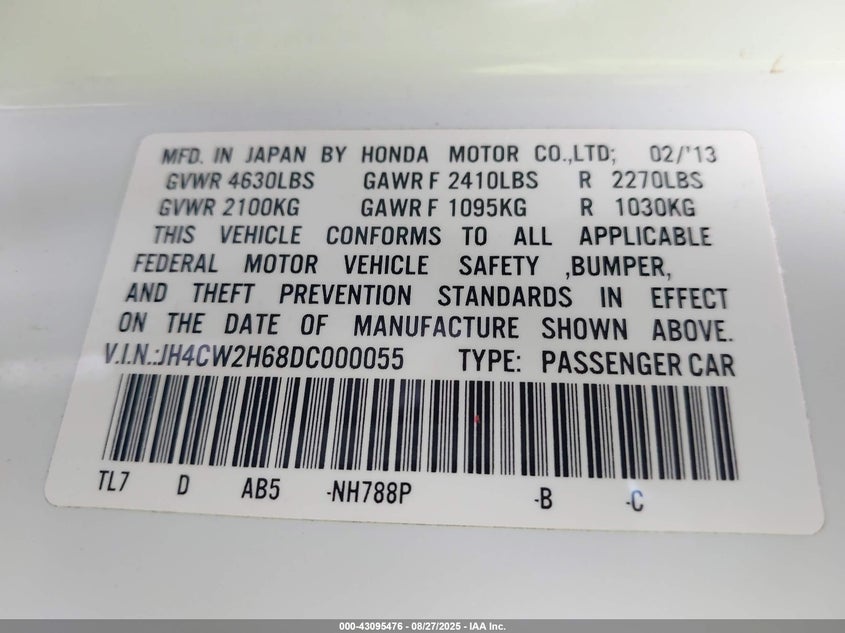 MFD. IN JAPAN BY HONDA MOTOR CO.,LTD; 02/'13
GVWR 4630LBS GAWR F 2410LBS R 2270LBS
GVWR 2100KG GAWR F 1095KG R 1030KG
THIS VEHICLE CONFORMS TO ALL APPLICABLE
FEDERAL MOTOR VEHICLE SAFETY ,BUMPER,
AND THEFT PREVENTION STANDARDS IN EFFECT
ON THE DATE OF MANUFACTURE SHOWN ABOVE.
V.I.N.:JH4CW2H68DC000055 TYPE: PASSENGER CAR
TL7 D AB5 -NH788P -B -C
000-43095476 - 08/27/2025 - IAA Inc.